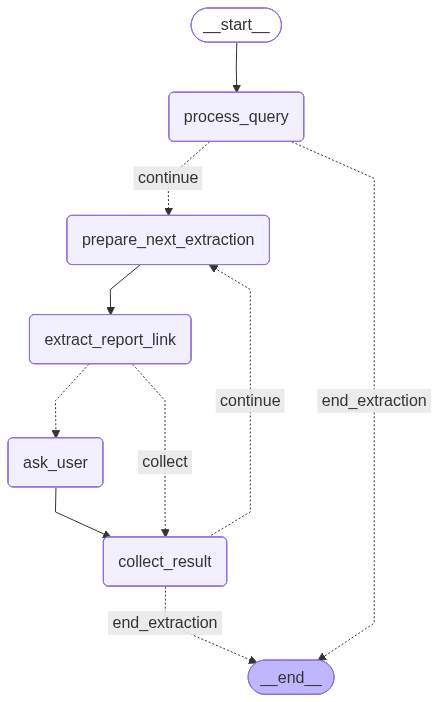 __start__
process_query
continue
prepare_next_extraction
extract_report_link
continue
end_extraction
ask_user
collect
collect_result
end_extraction
__end__